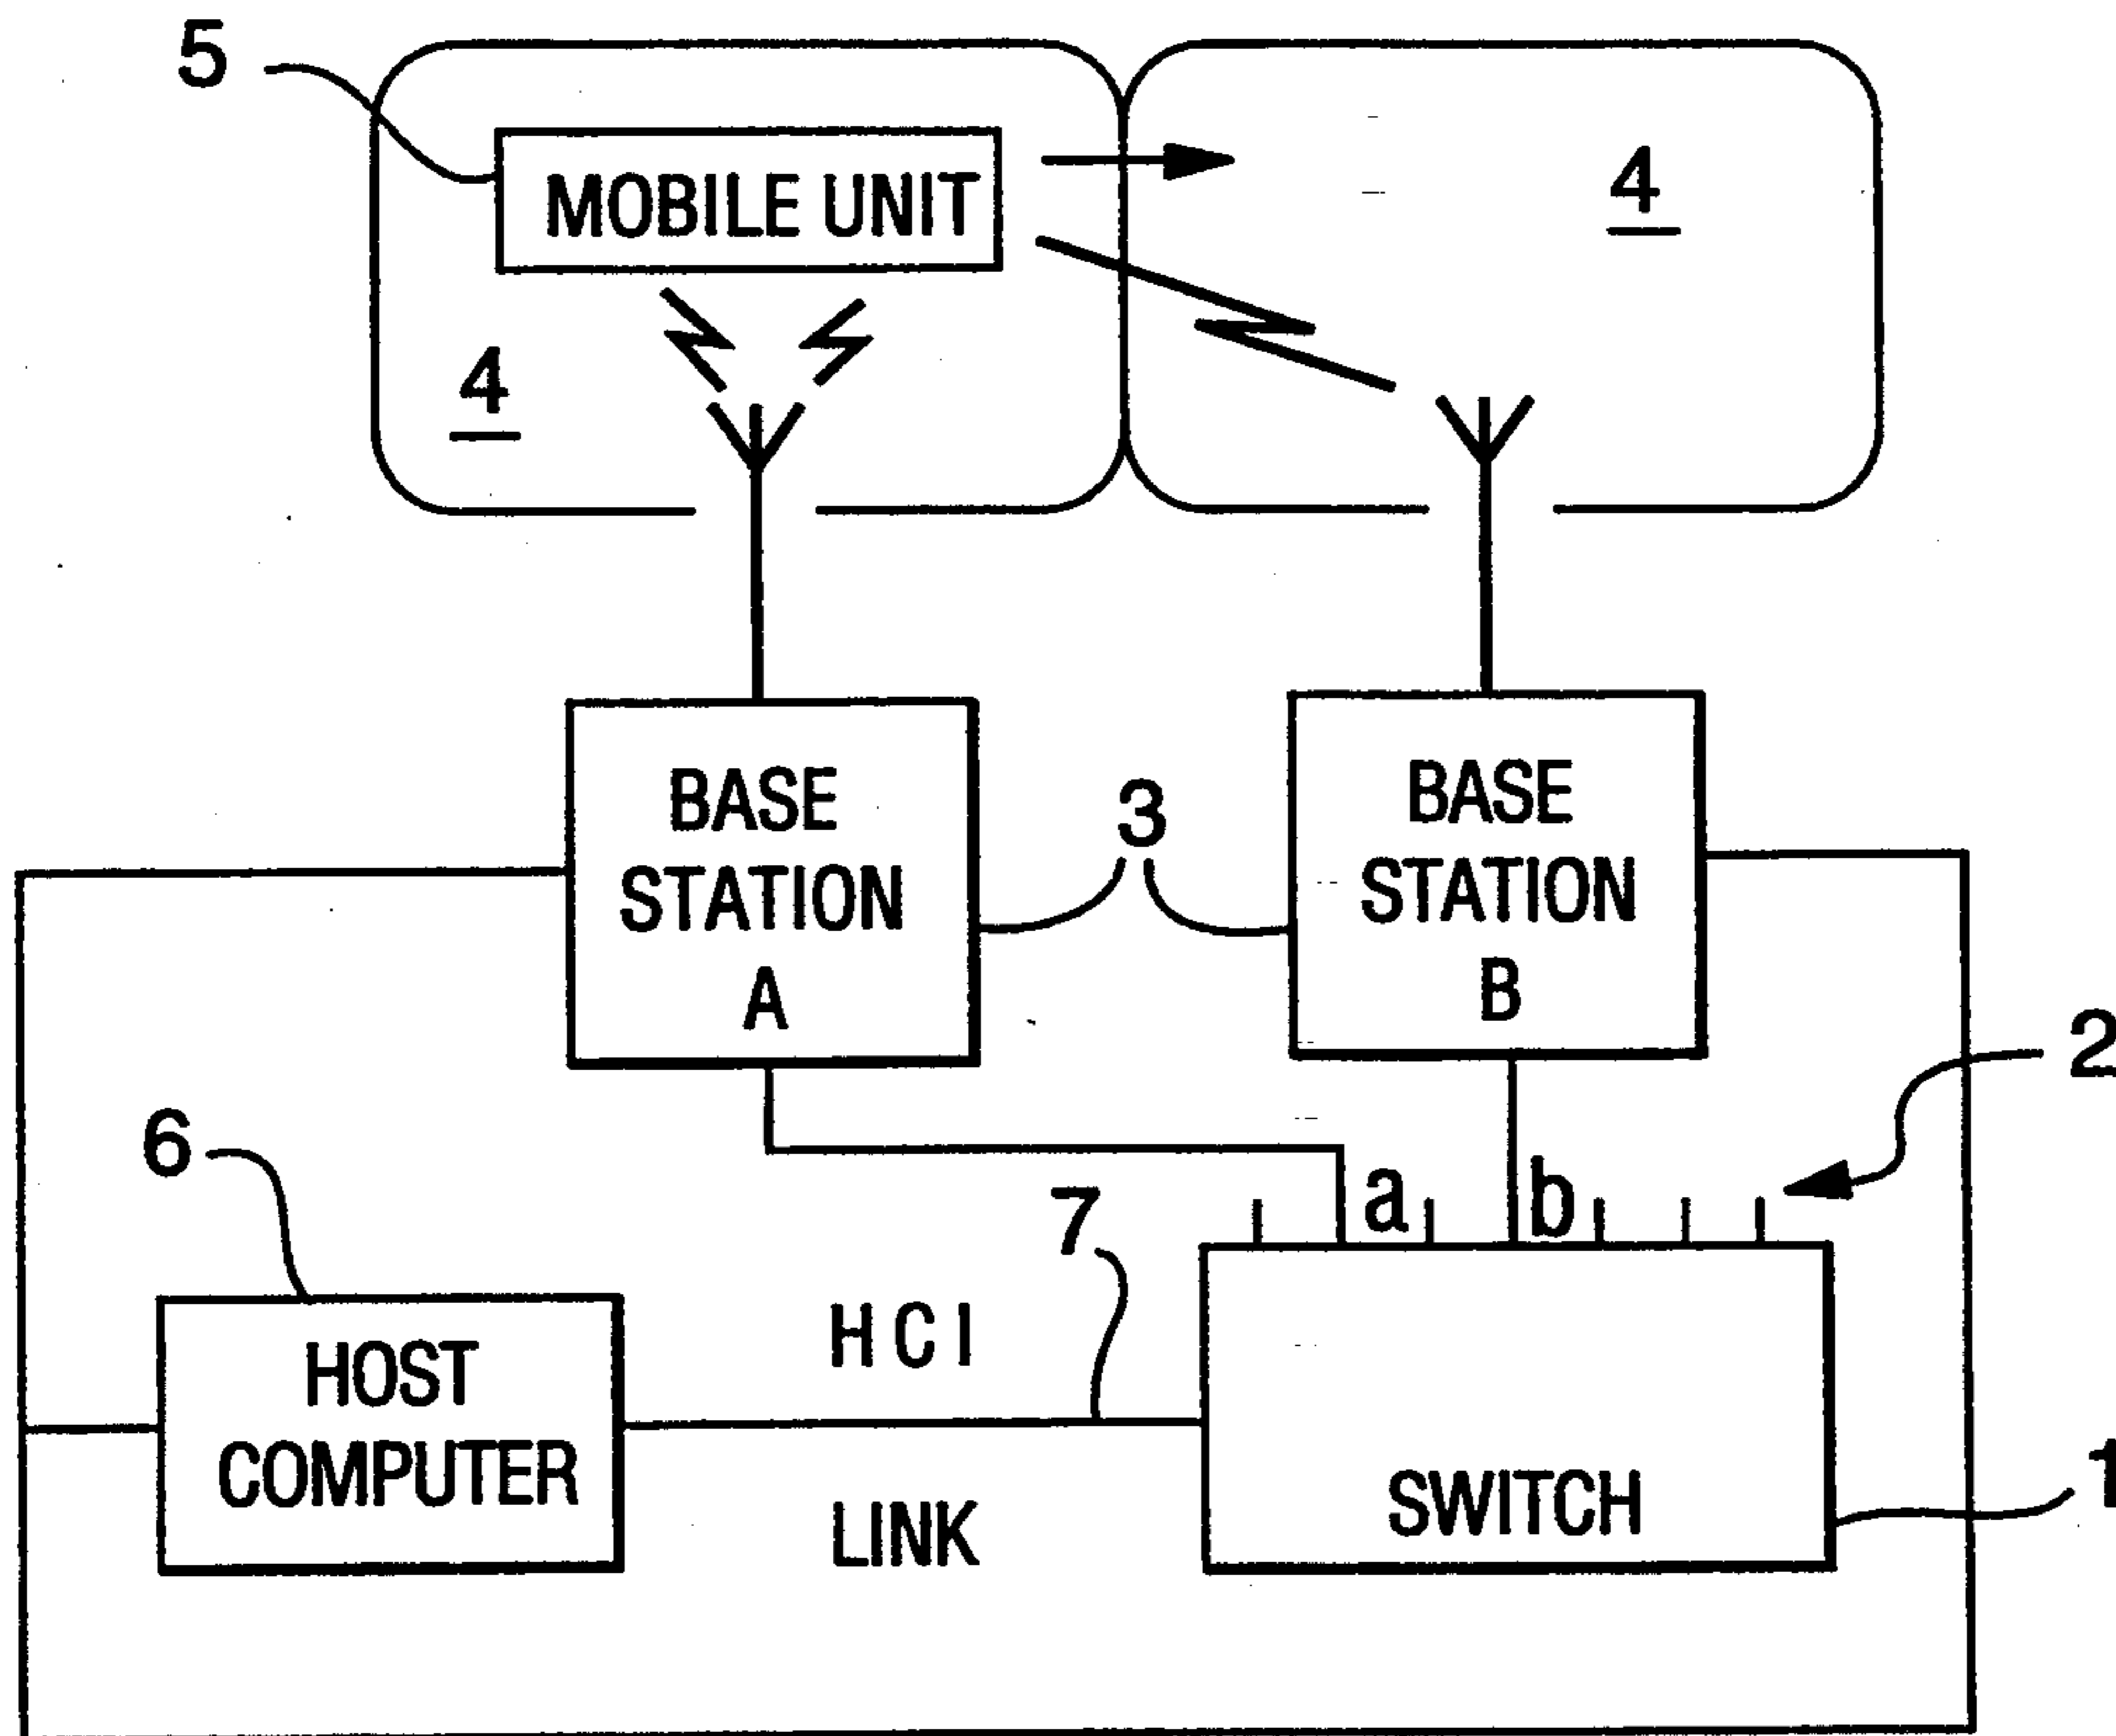 5
MOBILE UNIT
4
4
BASE
STATION
A
3
BASE
STATION
B
2
6
7
a
b
HOST
COMPUTER
HCI
LINK
SWITCH
1